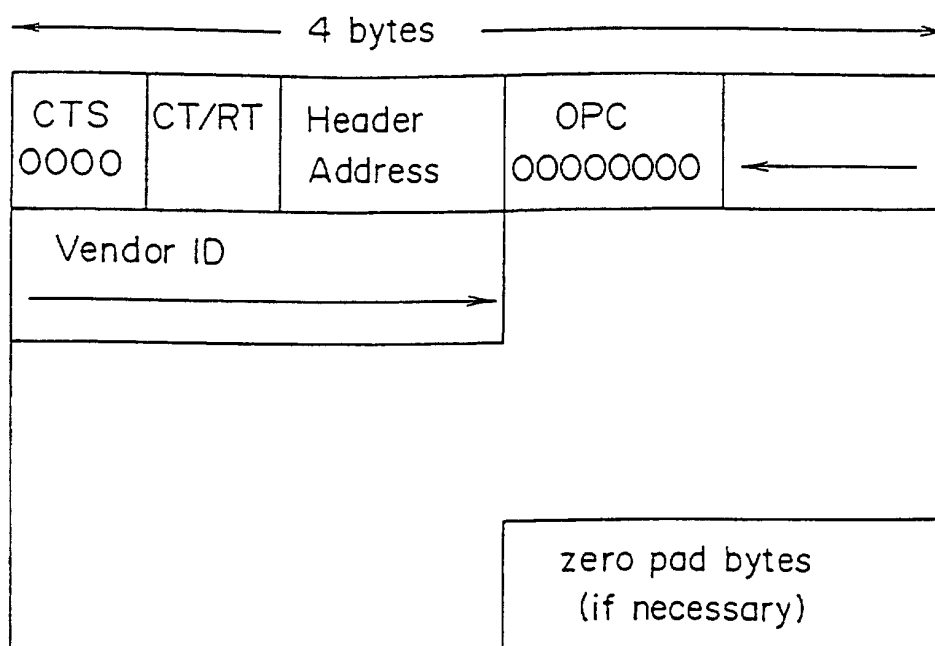 4 bytes
CTS
0000
CT/RT
Header
Address
OPC
00000000
Vendor ID
zero pad bytes
(if necessary)